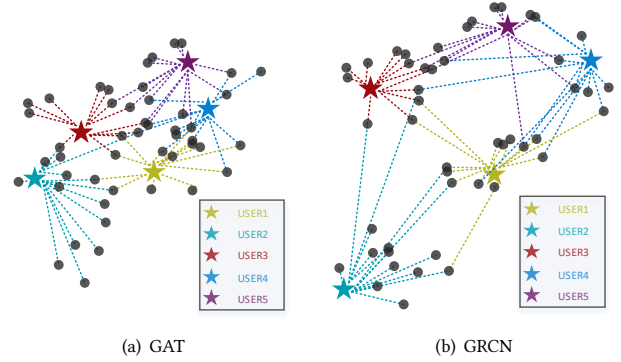 USER1
USER2
USER3
USER4
USER5
USER1
USER2
USER3
USER4
USER5
(a) GAT
(b) GRCN